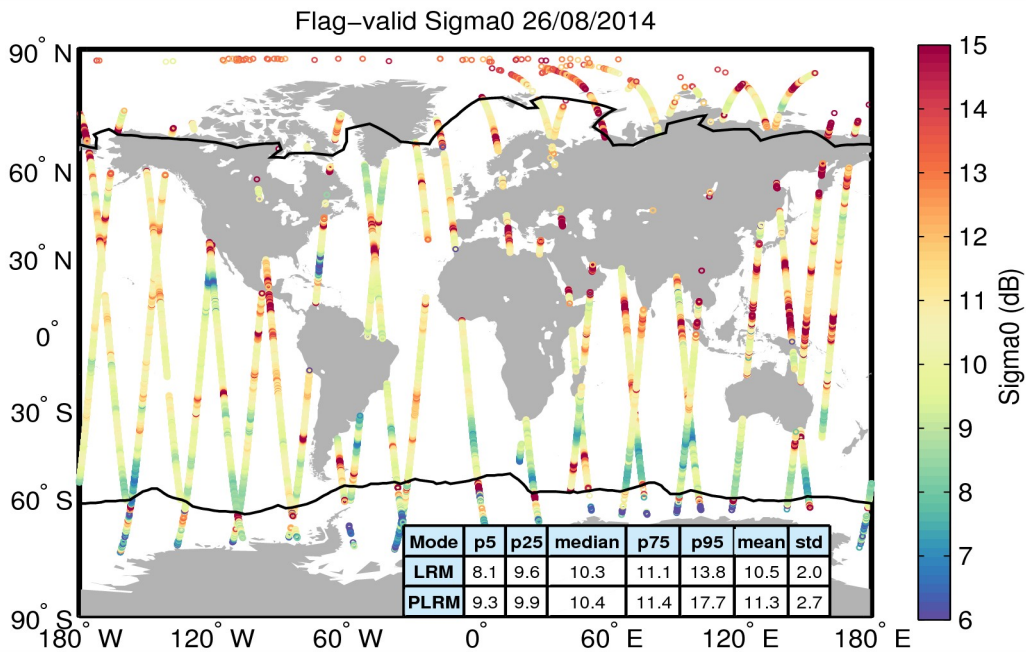 Flag−valid Sigma0 26/08/2014
90° N
60° N
30° N
0°
30° S
60° S
90° S
180° W
120° W
60° W
0°
60° E
120° E
180° E
15
14
13
12
11
10
9
8
7
6
Sigma0 (dB)
Mode p5 p25 median p75 p95 mean std
LRM 8.1 9.6 10.3 11.1 13.8 10.5 2.0
PLRM 9.3 9.9 10.4 11.4 17.7 11.3 2.7